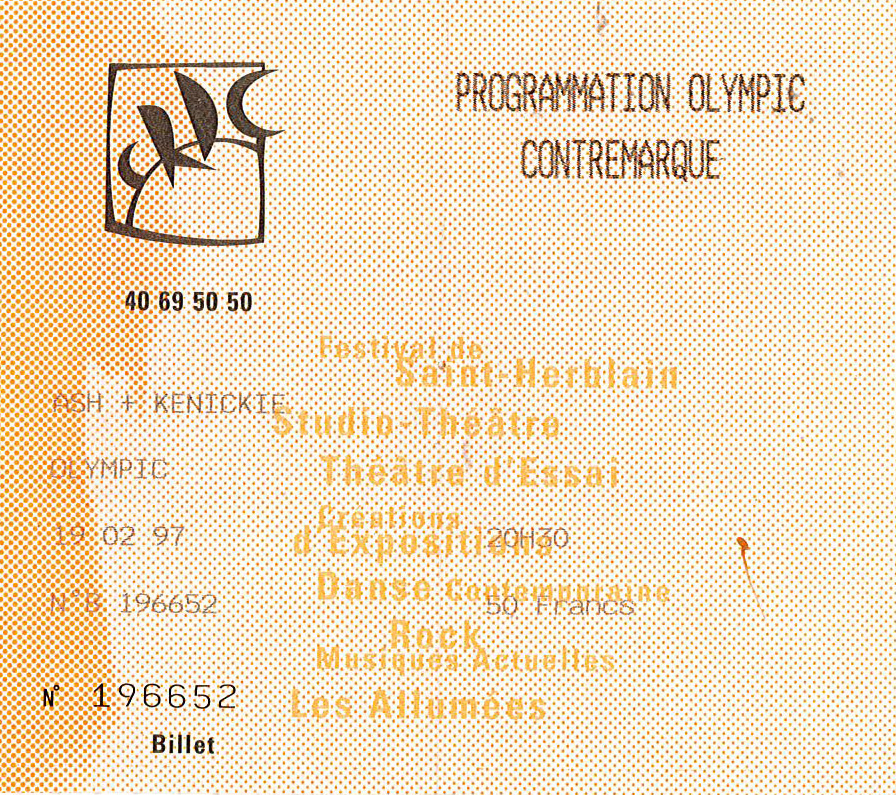 PROGRAMMATION OLYMPIC
CONTREMARQUE
CRDC
40 69 50 50
Festival de
Saint-Herblain
ASH + KENICKIE
Studio-Théâtre
OLYMPIC
Théâtre d'Essai
Créations
19 02 97
20H30
d'Expositions
Danse Contemporaine
N°B 196652
50 Francs
Rock
Musiques Actuelles
N° 196652
Les Allumées
Billet